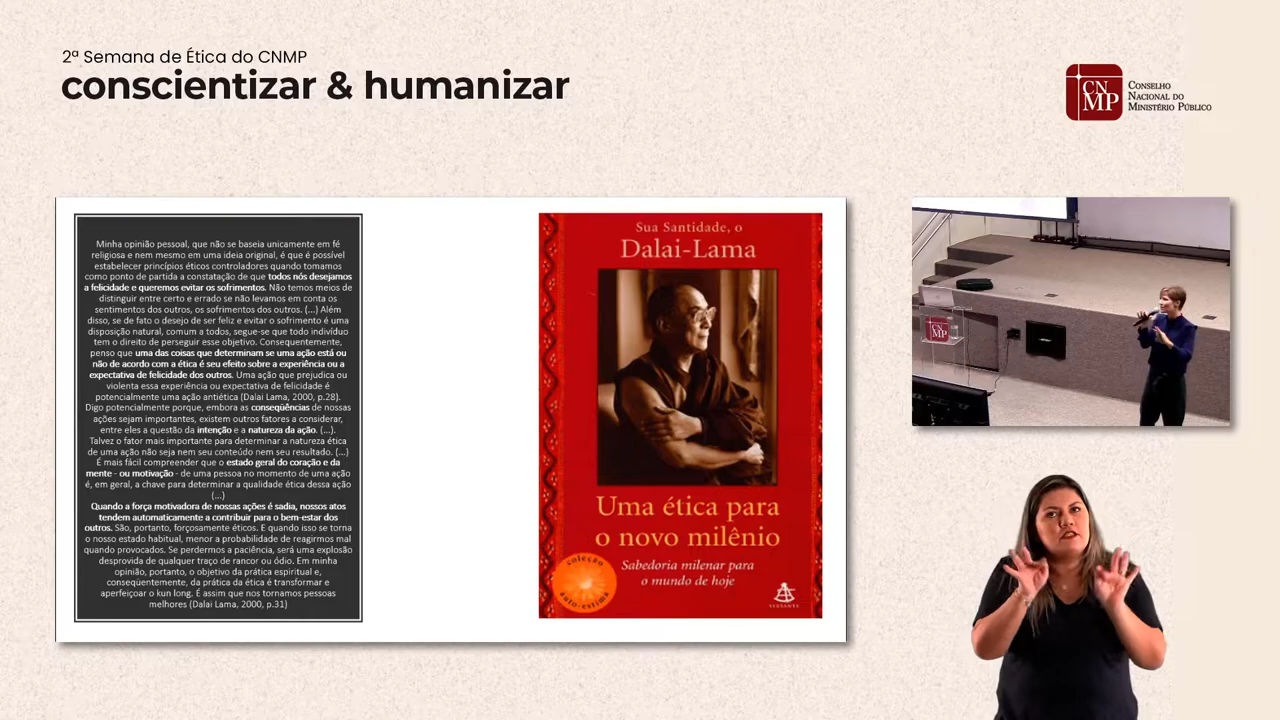 2ª Semana de Ética do CNMP
conscientizar & humanizar
CN
MP
CONSELHO
NACIONAL DO
MINISTÉRIO PÚBLICO
Minha opinião pessoal, que não se baseia unicamente em fé
religiosa e nem mesmo em uma ideia original, é que é possível
estabelecer princípios éticos controladores quando tomamos
como ponto de partida a constatação de que todos nós desejamos
a felicidade e queremos evitar os sofrimentos. Não temos meios de
distinguir entre certo e errado se não levamos em conta os
sentimentos dos outros, os sofrimentos dos outros. (...) Além
disso, se de fato o desejo de ser feliz e evitar o sofrimento é uma
disposição natural, comum a todos, segue-se que todo indivíduo
tem o direito de perseguir esse objetivo. Consequentemente,
penso que uma das coisas que determinam se uma ação está ou
não de acordo com a ética é seu efeito sobre a experiência ou a
expectativa de felicidade dos outros. Uma ação que prejudica ou
violenta essa experiência ou expectativa de felicidade é
potencialmente uma ação antiética (Dalai Lama, 2000, p.28).
Digo potencialmente porque, embora as conseqüências de nossas
ações sejam importantes, existem outros fatores a considerar,
entre eles a questão da intenção e a natureza da ação. (...).
Talvez o fator mais importante para determinar a natureza ética
de uma ação não seja nem seu conteúdo nem seu resultado. (...)
É mais fácil compreender que o estado geral do coração e da
mente - ou motivação - de uma pessoa no momento de uma ação
é, em geral, a chave para determinar a qualidade ética dessa ação
(...)
Quando a força motivadora de nossas ações é sadia, nossos atos
tendem automaticamente a contribuir para o bem-estar dos
outros. São, portanto, forçosamente éticos. E quando isso se torna
o nosso estado habitual, menor a probabilidade de reagirmos mal
quando provocados. Se perdermos a paciência, será uma explosão
desprovida de qualquer traço de rancor ou ódio. Em minha
opinião, portanto, o objetivo da prática espiritual e,
conseqüentemente, da prática da ética é transformar e
aperfeiçoar o kun long. É assim que nos tornamos pessoas
melhores (Dalai Lama, 2000, p.31)
Sua Santidade, o
Dalai-Lama
Uma ética para
o novo milênio
Sabedoria milenar para
o mundo de hoje
coleção
auto-estima
SEXTANTE
CN
MP